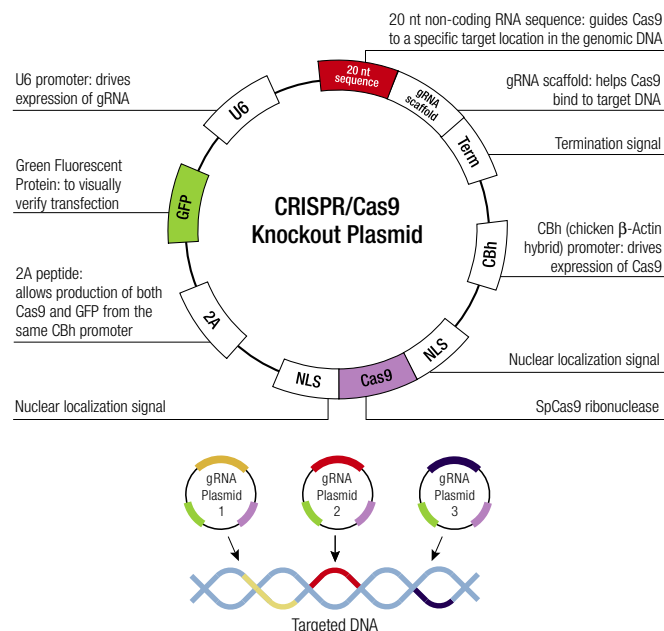 20 nt non-coding RNA sequence: guides Cas9
to a specific target location in the genomic DNA
U6 promoter: drives
expression of gRNA
gRNA scaffold: helps Cas9
bind to target DNA
Termination signal
Green Fluorescent
Protein: to visually
verify transfection
CBh (chicken β-Actin
hybrid) promoter: drives
expression of Cas9
2A peptide:
allows production of both
Cas9 and GFP from the
same CBh promoter
Nuclear localization signal
Nuclear localization signal
SpCas9 ribonuclease
20 nt
sequence
gRNA
scaffold
Term
CBh
NLS
Cas9
NLS
2A
GFP
U6
CRISPR/Cas9
Knockout Plasmid
gRNA
Plasmid
1
gRNA
Plasmid
2
gRNA
Plasmid
3
Targeted DNA